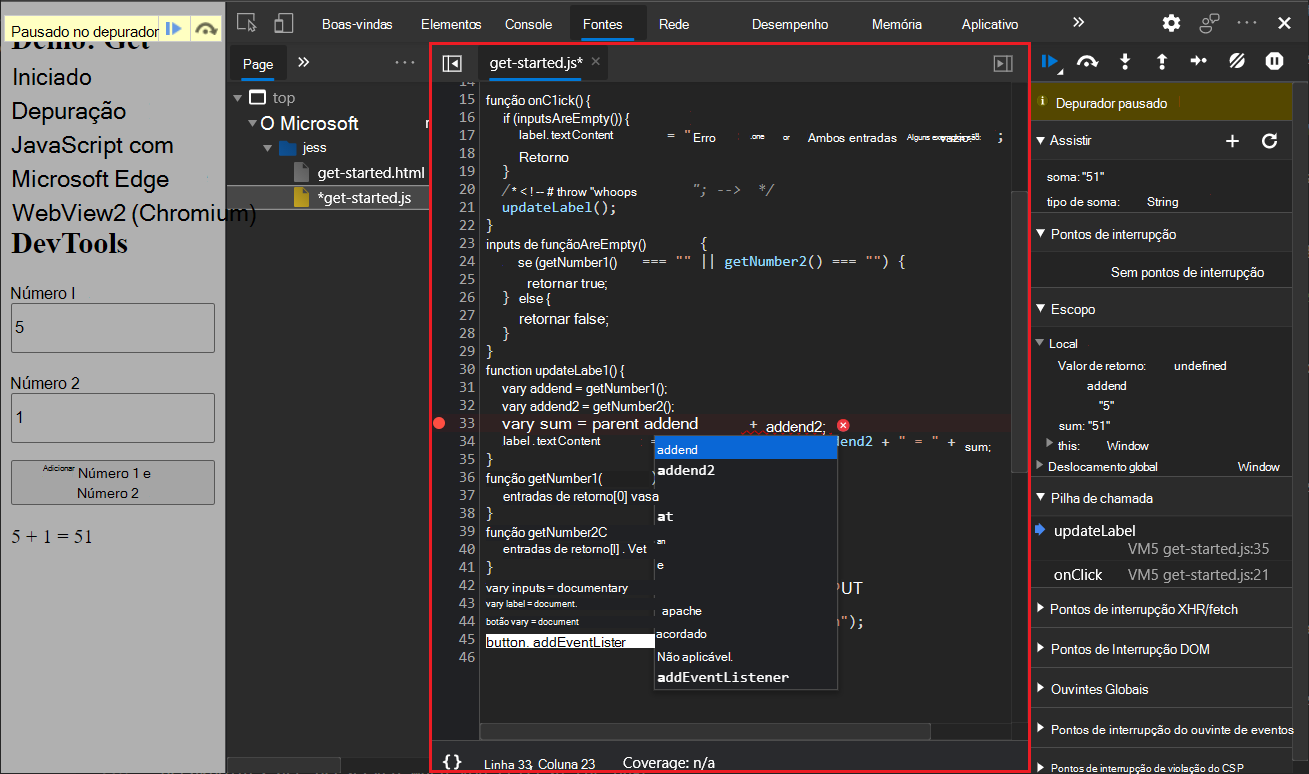 Pausado no depurador
Demo: Get
Iniciado
Depuração
JavaScript com
Microsoft Edge
WebView2 (Chromium)
DevTools
Número I
5
Número 2
1
Adicionar Número 1 e
Número 2
5 + 1 = 51
Boas-vindas Elementos Console Fontes Rede Desempenho Memória Aplicativo
Page
top
Microsoft
jess
get-started.html
*get-started.js
get-started.js*
14
15 função onC1ick() {
16 if (inputsAreEmpty()) {
17 label. textContent = "Erro : .one or Ambos entradas ;
18 Retorno
19 }
20 /* < ! -- # throw "whoops "; --> */
21 updateLabel();
22 }
23 inputs de funçãoAreEmpty() {
24 se (getNumber1() === "" || getNumber2() === "") {
25 retornar true;
26 } else {
27 retornar false;
28 }
29 }
30 function updateLabe1() {
31 vary addend = getNumber1();
32 vary addend2 = getNumber2();
33 vary sum = parent addend + addend2;
34 label . textContent = dend2 + " = " + sum;
35 }
36 função getNumber1( )
37 entradas de retorno[0) vasa
38 }
39 função getNumber2C
40 entradas de retorno[l] . Vet
41 }
42 vary inputs = documentary PUT
43 vary label = document.
44 botão vary = document ");
45 button. addEventLister
46
addend
addend2
at
an
e
apache
acordado
Não aplicável.
addEventListener
{} Linha 33, Coluna 23 Coverage: n/a
Depurador pausado
Assistir
soma: "51"
tipo de soma: String
Pontos de interrupção
Sem pontos de interrupção
Escopo
Local
Valor de retorno: undefined
addend
"5"
sum: "51"
this: Window
Deslocamento global Window
Pilha de chamada
updateLabel
VM5 get-started.js:35
onClick VM5 get-started.js:21
Pontos de interrupção XHR/fetch
Pontos de Interrupção DOM
Ouvintes Globais
Pontos de interrupção do ouvinte de eventos
Pontos de interrupção de violação do CSP